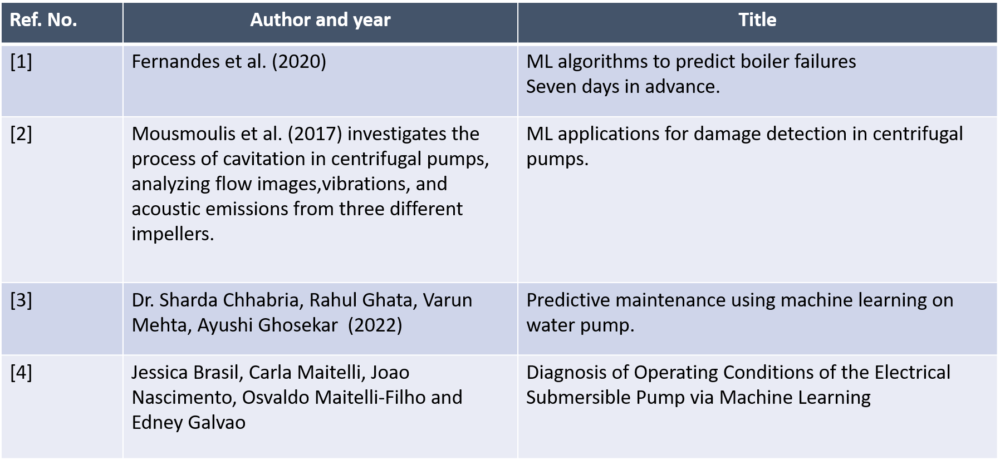 Ref. No.
Author and year
Title
[1]
Fernandes et al. (2020)
ML algorithms to predict boiler failures
Seven days in advance.
[2]
Mousmoulis et al. (2017) investigates the
process of cavitation in centrifugal pumps,
analyzing flow images,vibrations, and
acoustic emissions from three different
impellers.
ML applications for damage detection in centrifugal
pumps.
[3]
Dr. Sharda Chhabria, Rahul Ghata, Varun
Mehta, Ayushi Ghosekar  (2022)
Predictive maintenance using machine learning on
water pump.
[4]
Jessica Brasil, Carla Maitelli, Joao
Nascimento, Osvaldo Maitelli-Filho and
Edney Galvao
Diagnosis of Operating Conditions of the Electrical
Submersible Pump via Machine Learning